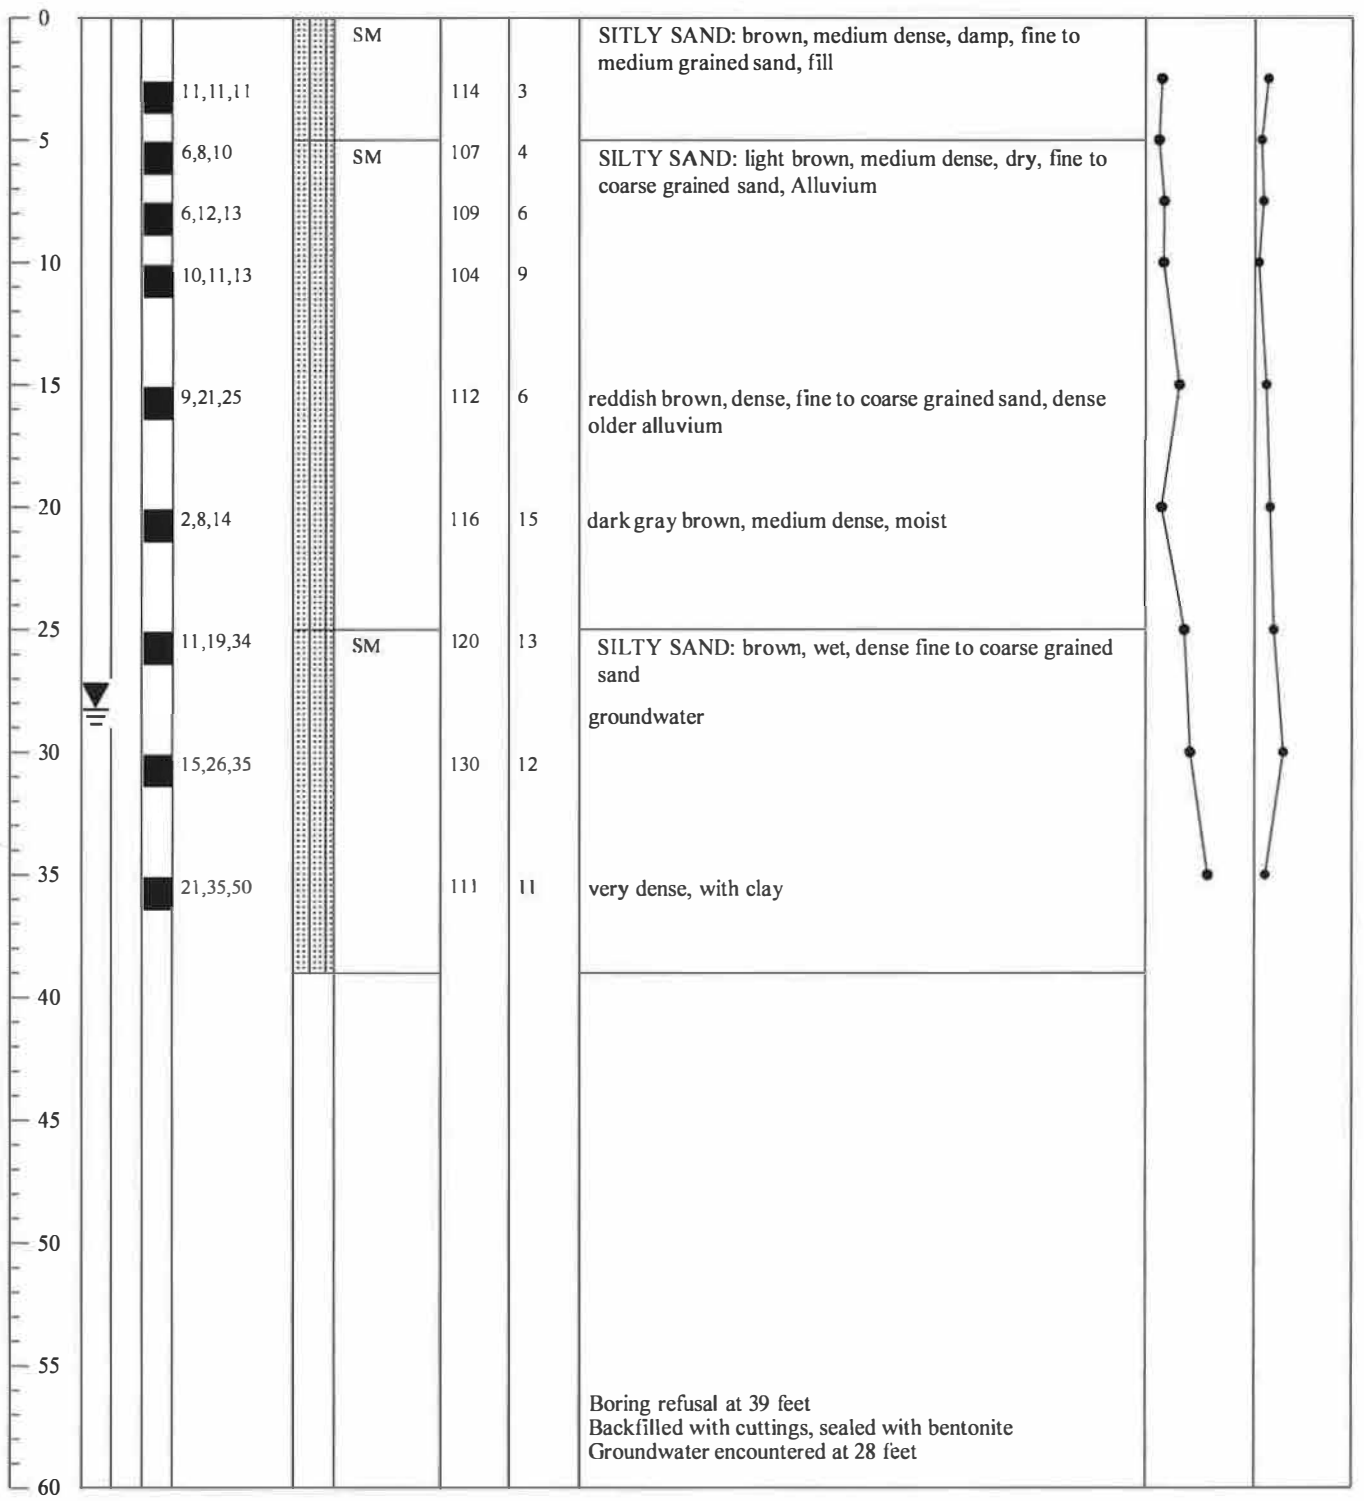 0
SM
SITLY SAND: brown, medium dense, damp, fine to
medium grained sand, fill
11,11,11 114 3
5
6,8,10 SM 107 4 SILTY SAND: light brown, medium dense, dry, fine to
coarse grained sand, Alluvium
6,12,13 109 6
10
10,11,13 104 9
15
9,21,25 112 6 reddish brown, dense, fine to coarse grained sand, dense
older alluvium
20
2,8,14 116 15 dark gray brown, medium dense, moist
25
11,19,34 SM 120 13 SILTY SAND: brown, wet, dense fine to coarse grained
sand
groundwater
30
15,26,35 130 12
35
21,35,50 111 11 very dense, with clay
40
45
50
55
Boring refusal at 39 feet
Backfilled with cuttings, sealed with bentonite
Groundwater encountered at 28 feet
60